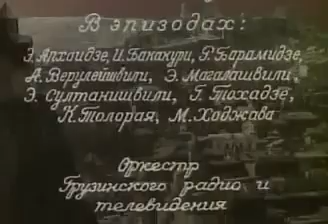 В эпизодах:
Э. Апхаидзе, И. Бакакури, Г. Барамидзе,
А. Верулейшвили, Э. Магалашвили,
Э. Султанишвили, Г. Тохадзе,
К. Толорая, М. Ходжава
Оркестр
Грузинского радио и
телевидения